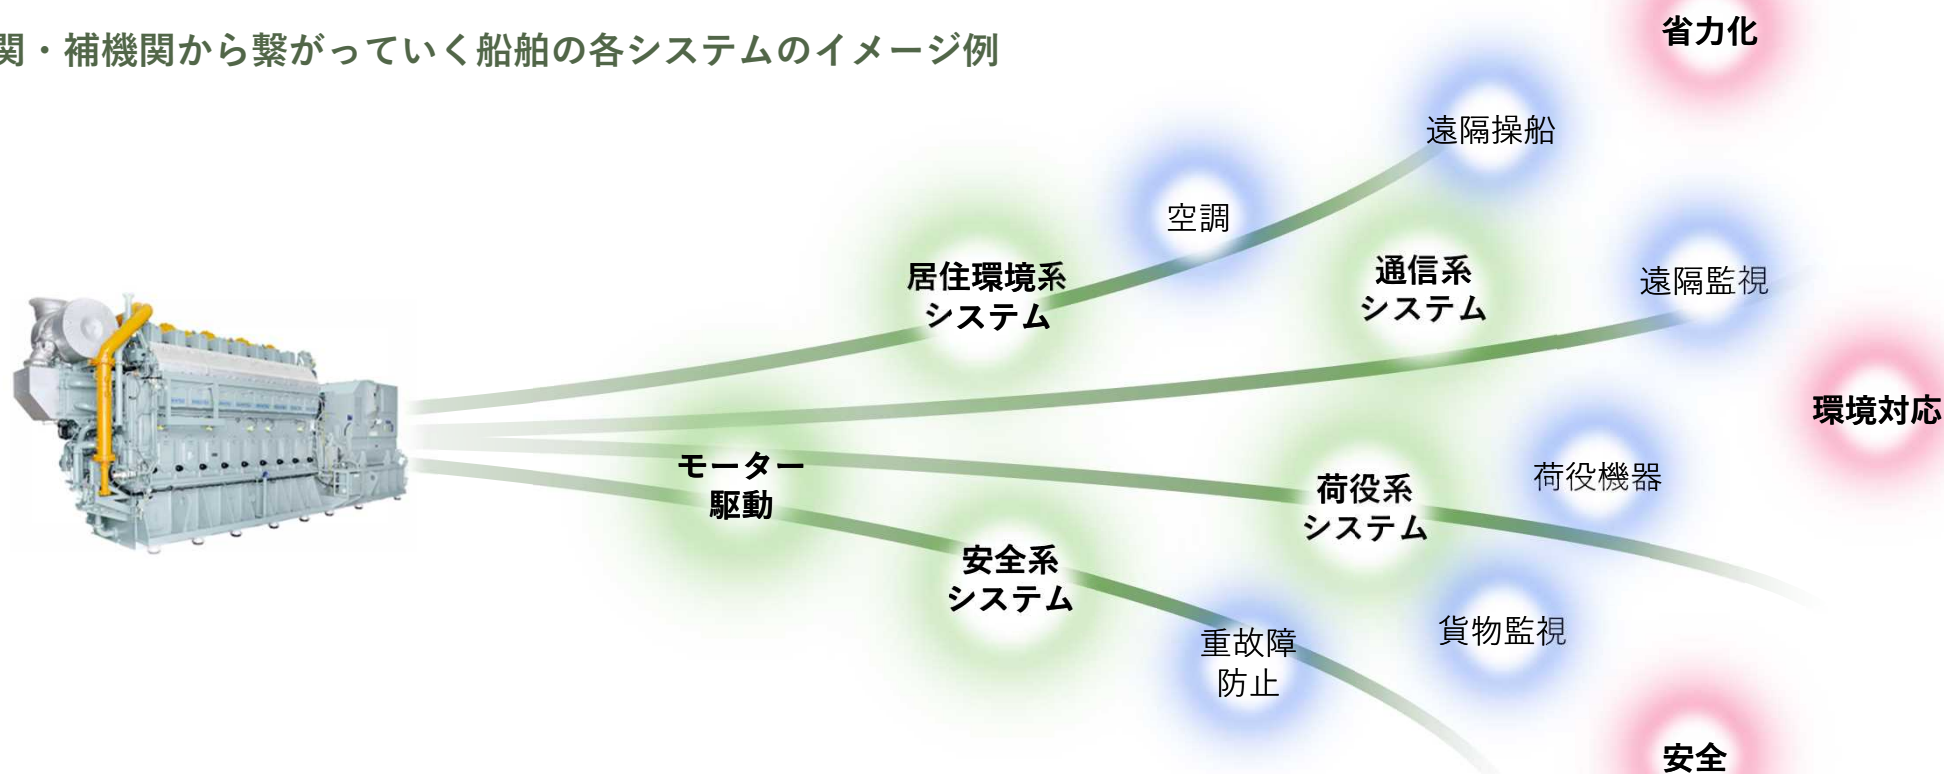 関・補機関から繋がっていく船舶の各システムのイメージ例
省力化
遠隔操船
空調
居住環境系
システム
通信系
システム
遠隔監視
環境対応
モーター
駆動
荷役系
システム
荷役機器
安全系
システム
重故障
防止
貨物監視
安全